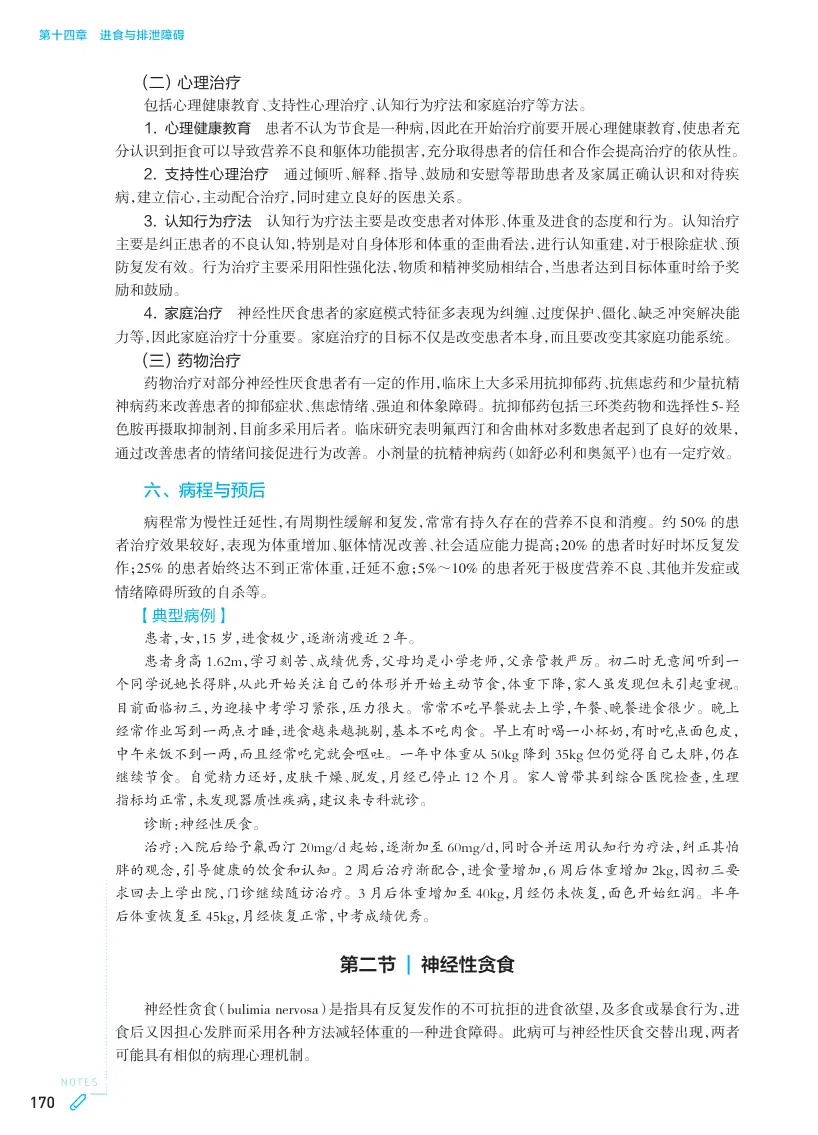 第十四章　进食与排泄障碍
（二）心理治疗
包括心理健康教育、支持性心理治疗、认知行为疗法和家庭治疗等方法。
1. 心理健康教育　患者不认为节食是一种病，因此在开始治疗前要开展心理健康教育，使患者充
分认识到拒食可以导致营养不良和躯体功能损害，充分取得患者的信任和合作会提高治疗的依从性。
2. 支持性心理治疗　通过倾听、解释、指导、鼓励和安慰等帮助患者及家属正确认识和对待疾
病，建立信心，主动配合治疗，同时建立良好的医患关系。
3. 认知行为疗法　认知行为疗法主要是改变患者对体形、体重及进食的态度和行为。认知治疗
主要是纠正患者的不良认知，特别是对自身体形和体重的歪曲看法，进行认知重建，对于根除症状、预
防复发有效。行为治疗主要采用阳性强化法，物质和精神奖励相结合，当患者达到目标体重时给予奖
励和鼓励。
4. 家庭治疗　神经性厌食患者的家庭模式特征多表现为纠缠、过度保护、僵化、缺乏冲突解决能
力等，因此家庭治疗十分重要。家庭治疗的目标不仅是改变患者本身，而且要改变其家庭功能系统。
（三）药物治疗
药物治疗对部分神经性厌食患者有一定的作用，临床上大多采用抗抑郁药、抗焦虑药和少量抗精
神病药来改善患者的抑郁症状、焦虑情绪、强迫和体象障碍。抗抑郁药包括三环类药物和选择性5-羟
色胺再摄取抑制剂，目前多采用后者。临床研究表明氟西汀和舍曲林对多数患者起到了良好的效果，
通过改善患者的情绪间接促进行为改善。小剂量的抗精神病药（如舒必利和奥氮平）也有一定疗效。
六、病程与预后
病程常为慢性迁延性，有周期性缓解和复发，常常有持久存在的营养不良和消瘦。约 50% 的患
者治疗效果较好，表现为体重增加、躯体情况改善、社会适应能力提高；20% 的患者时好时坏反复发
作；25% 的患者始终达不到正常体重，迁延不愈；5%～10% 的患者死于极度营养不良、其他并发症或
情绪障碍所致的自杀等。
【典型病例】
患者，女，15 岁，进食极少，逐渐消瘦近 2 年。
患者身高 1.62m，学习刻苦、成绩优秀，父母均是小学老师，父亲管教严厉。初二时无意间听到一
个同学说她长得胖，从此开始关注自己的体形并开始主动节食，体重下降，家人虽发现但未引起重视。
目前面临初三，为迎接中考学习紧张，压力很大。常常不吃早餐就去上学，午餐、晚餐进食很少。晚上
经常作业写到一两点才睡，进食越来越挑剔，基本不吃肉食。早上有时喝一小杯奶，有时吃点面包皮，
中午米饭不到一两，而且经常吃完就会呕吐。一年中体重从 50kg 降到 35kg 但仍觉得自己太胖，仍在
继续节食。自觉精力还好，皮肤干燥、脱发，月经已停止 12 个月。家人曾带其到综合医院检查，生理
指标均正常，未发现器质性疾病，建议来专科就诊。
诊断：神经性厌食。
治疗：入院后给予氟西汀 20mg/d 起始，逐渐加至 60mg/d，同时合并运用认知行为疗法，纠正其怕
胖的观念，引导健康的饮食和认知。2 周后治疗渐配合，进食量增加，6 周后体重增加 2kg，因初三要
求回去上学出院，门诊继续随访治疗。3 月后体重增加至 40kg，月经仍未恢复，面色开始红润。半年
后体重恢复至 45kg，月经恢复正常，中考成绩优秀。
第二节｜神经性贪食
神经性贪食（bulimia nervosa）是指具有反复发作的不可抗拒的进食欲望，及多食或暴食行为，进
食后又因担心发胖而采用各种方法减轻体重的一种进食障碍。此病可与神经性厌食交替出现，两者
可能具有相似的病理心理机制。
NOTES
170